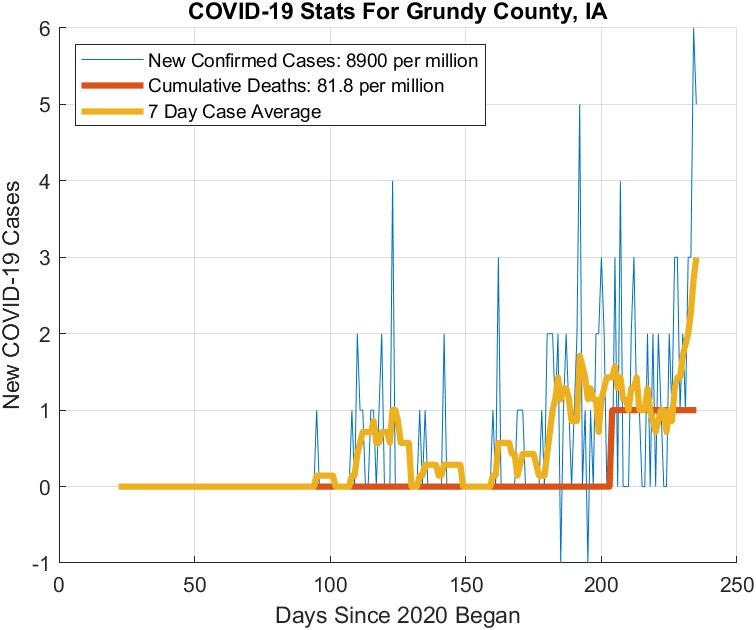 COVID-19 Stats For Grundy County, IA
New Confirmed Cases: 8900 per million
Cumulative Deaths: 81.8 per million
7 Day Case Average
New COVID-19 Cases
6
5
4
3
2
1
0
-1
0 50 100 150 200 250
Days Since 2020 Began